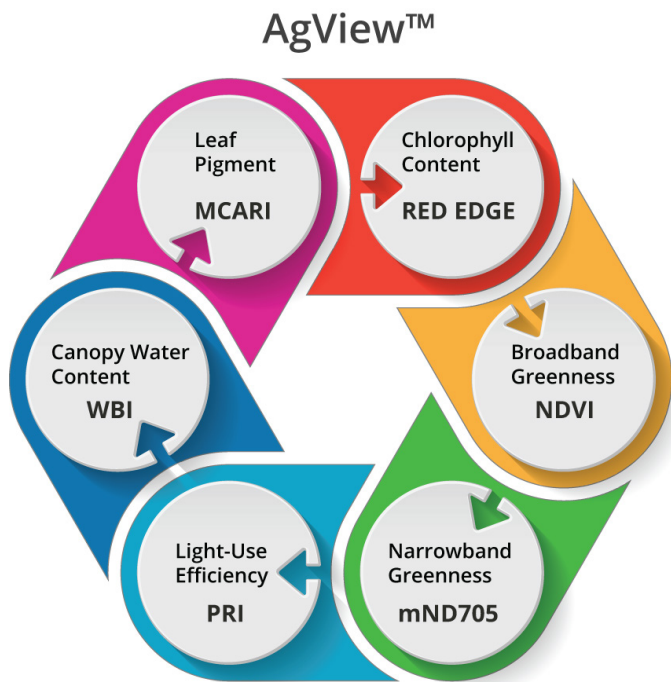 AgView™
Leaf
Pigment
MCARI
Chlorophyll
Content
RED EDGE
Broadband
Greenness
NDVI
Narrowband
Greenness
mND705
Light-Use
Efficiency
PRI
Canopy Water
Content
WBI